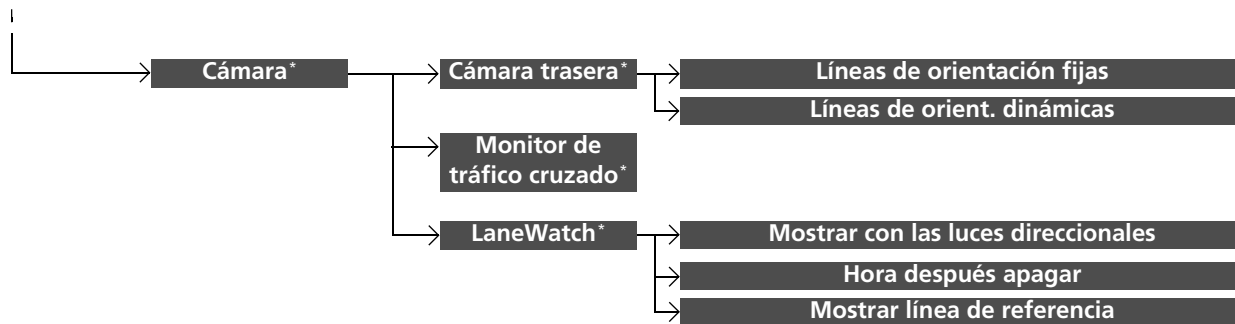 Cámara*
Cámara trasera*
Líneas de orientación fijas
Líneas de orient. dinámicas
Monitor de
tráfico cruzado*
LaneWatch*
Mostrar con las luces direccionales
Hora después apagar
Mostrar línea de referencia